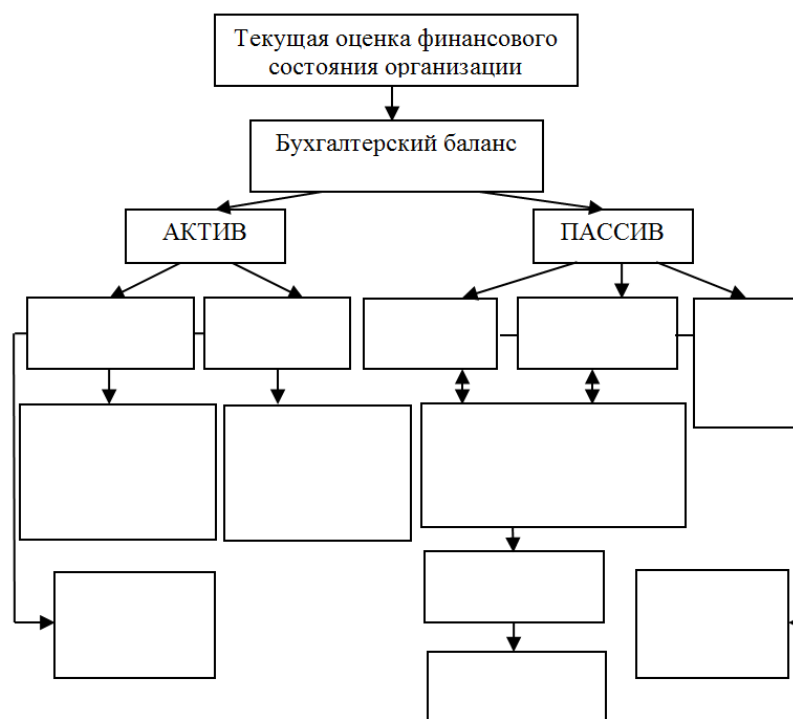 Текущая оценка финансового
состояния организации
Бухгалтерский баланс
АКТИВ
ПАССИВ